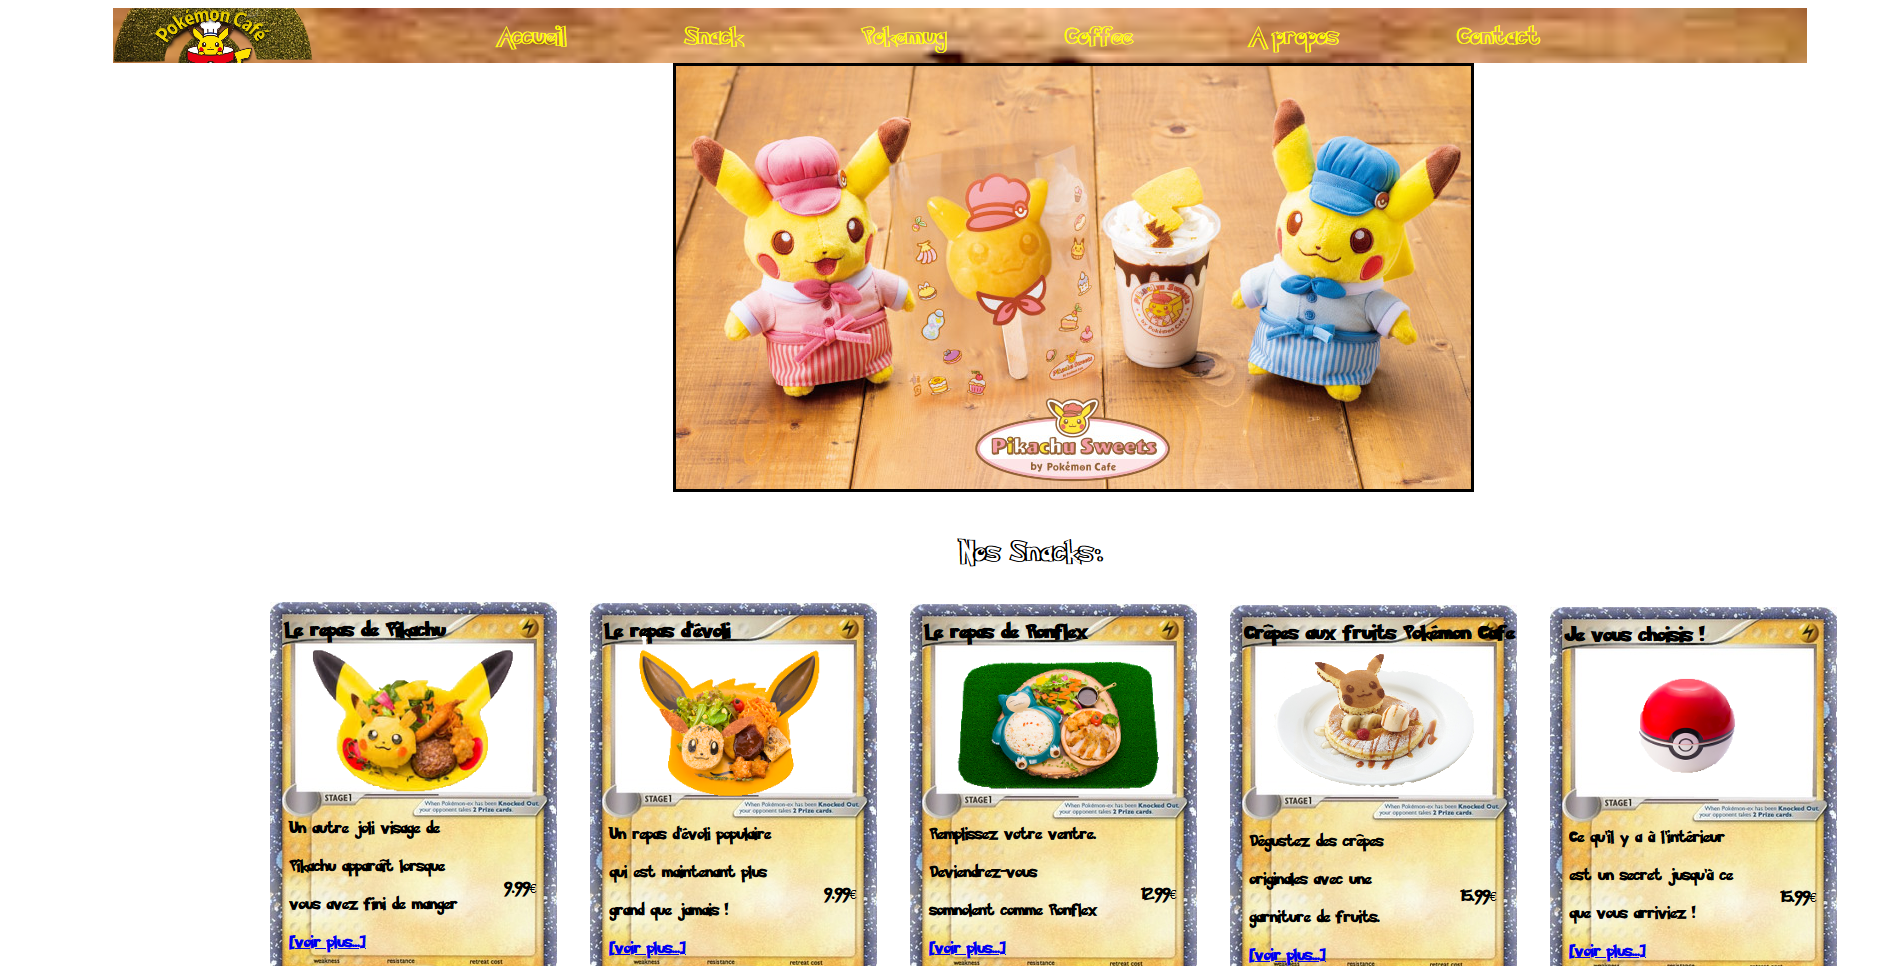 Pokémon Café
Accueil
Snack
Pokemug
Coffee
A propos
Contact
Pikachu Sweets
by Pokémon Cafe
Pikachu Sweets
by Pokémon Cafe
Nos Snacks:
Le repas de Pikachu
STAGE1
When Pokémon-ex has been Knocked Out,
your opponent takes 2 Prize cards.
Un autre joli visage de
Pikachu apparaît lorsque
vous avez fini de manger
9.99€
[voir plus...]
weakness
resistance
retreat cost
Le repas d'évoli
STAGE1
When Pokémon-ex has been Knocked Out,
your opponent takes 2 Prize cards.
Un repas d'évoli populaire
qui est maintenant plus
grand que jamais !
9.99€
[voir plus...]
weakness
resistance
retreat cost
Le repas de Ronflex
STAGE1
When Pokémon-ex has been Knocked Out,
your opponent takes 2 Prize cards.
Remplissez votre ventre.
Deviendrez-vous
somnolent comme Ronflex
12.99€
[voir plus...]
weakness
resistance
retreat cost
Crêpes aux fruits Pokémon Cafe
STAGE1
When Pokémon-ex has been Knocked Out,
your opponent takes 2 Prize cards.
Dégustez des crêpes
originales avec une
garniture de fruits.
15.99€
[voir plus...]
weakness
resistance
retreat cost
Je vous choisis !
STAGE1
When Pokémon-ex has been Knocked Out,
your opponent takes 2 Prize cards.
Ce qu'il y a à l'intérieur
est un secret jusqu'à ce
que vous arriviez !
15.99€
[voir plus...]
weakness
resistance
retreat cost